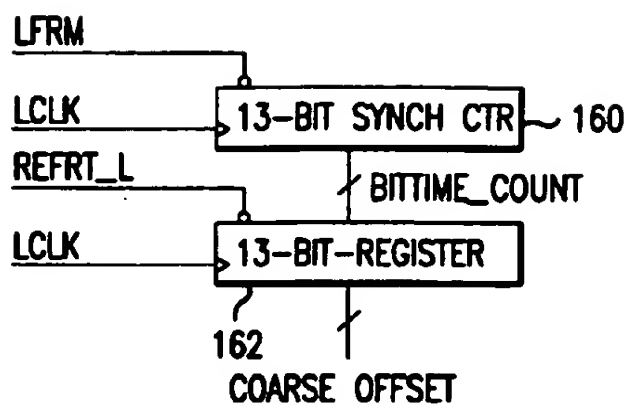 LFRM
LCLK
13-BIT SYNCH CTR
160
REFRT_L
BITTIME_COUNT
LCLK
13-BIT-REGISTER
162
COARSE OFFSET